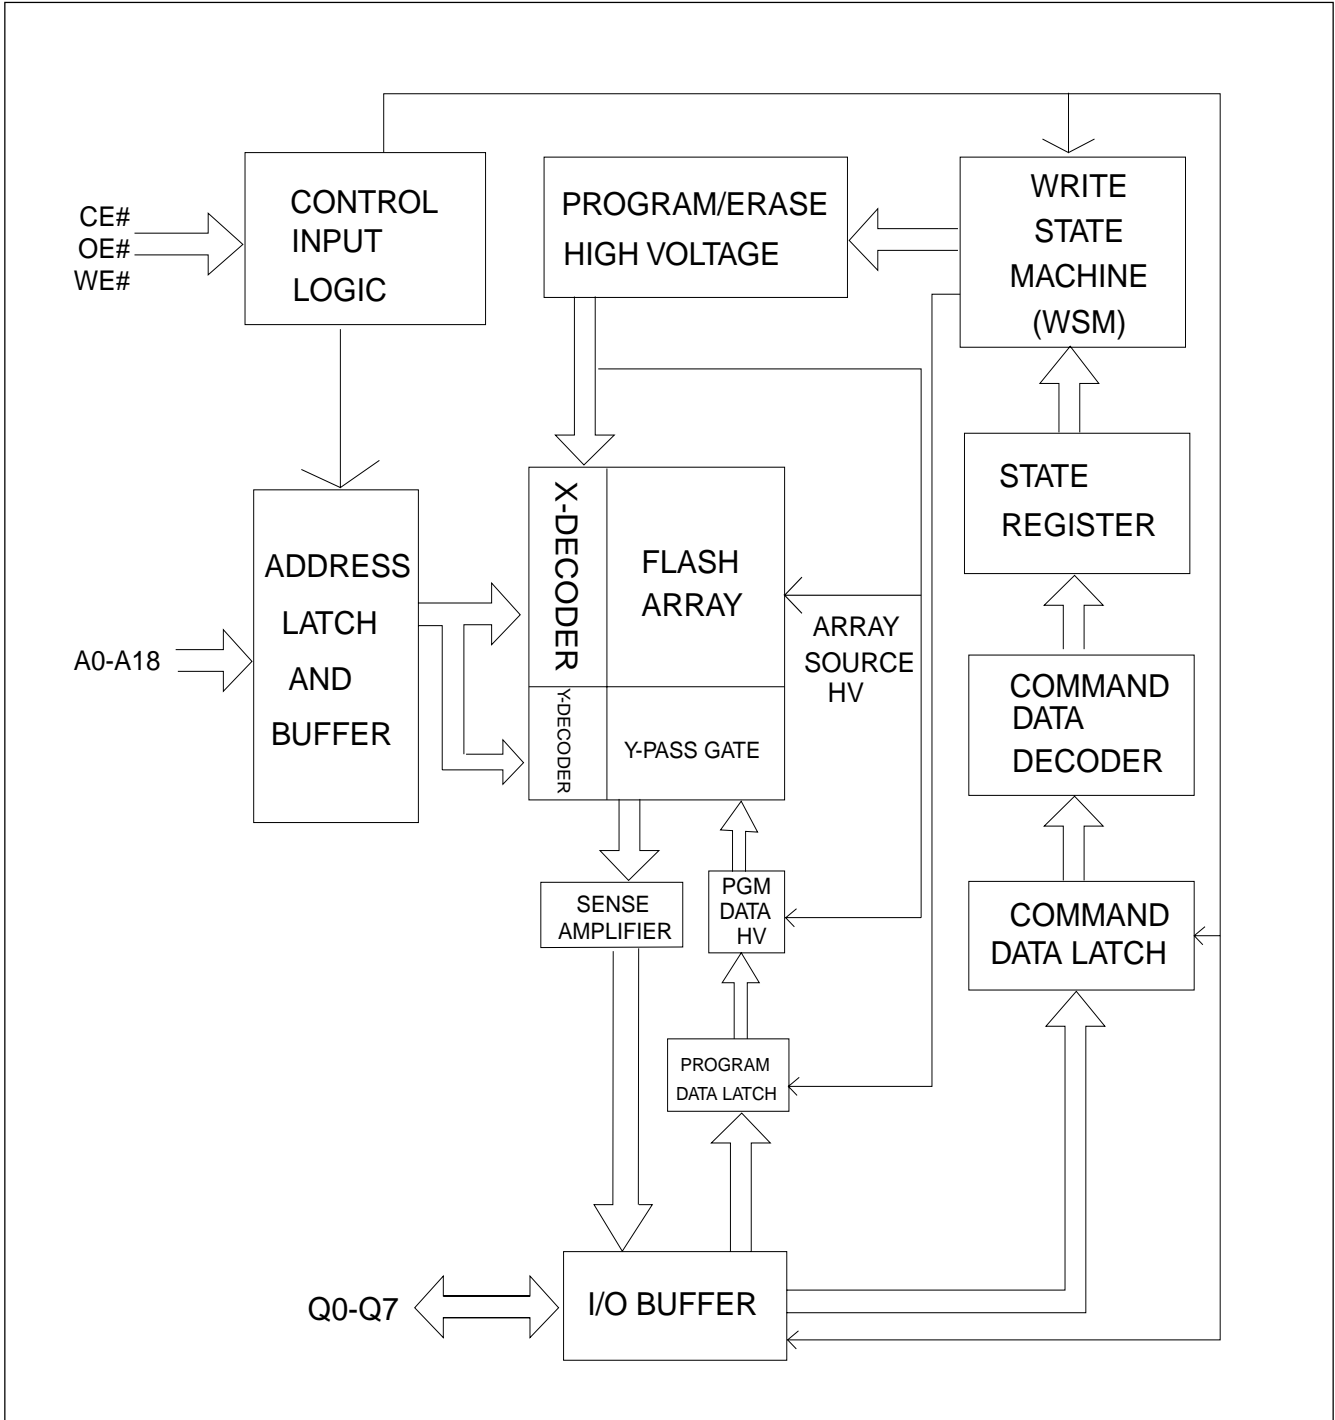 CE#
OE#
WE#
CONTROL
INPUT
LOGIC
PROGRAM/ERASE
HIGH VOLTAGE
WRITE
STATE
MACHINE
(WSM)
STATE
REGISTER
A0-A18
ADDRESS
LATCH
AND
BUFFER
X-DECODER
FLASH
ARRAY
ARRAY
SOURCE
HV
Y-DECODER
Y-PASS GATE
COMMAND
DATA
DECODER
SENSE
AMPLIFIER
PGM
DATA
HV
COMMAND
DATA LATCH
PROGRAM
DATA LATCH
Q0-Q7
I/O BUFFER